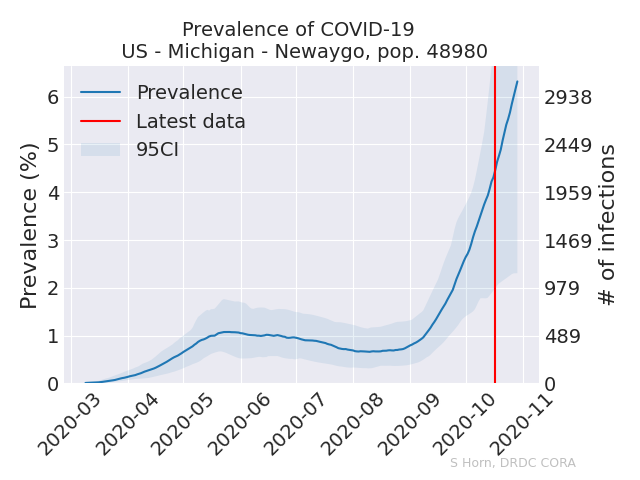 Prevalence of COVID-19
US - Michigan - Newaygo, pop. 48980
Prevalence
Latest data
95CI
Prevalence (%)
6
5
4
3
2
1
0
2938
2449
1959
1469
979
489
0
# of infections
2020-03
2020-04
2020-05
2020-06
2020-07
2020-08
2020-09
2020-10
2020-11
S Horn, DRDC CORA